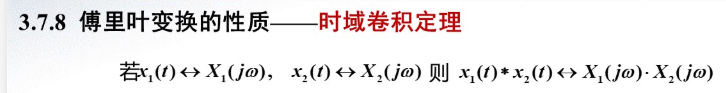 3.7.8 傅里叶变换的性质——时域卷积定理
若x₁(t)↔X₁(jω), x₂(t)↔X₂(jω) 则 x₁(t)*x₂(t)↔X₁(jω)·X₂(jω)